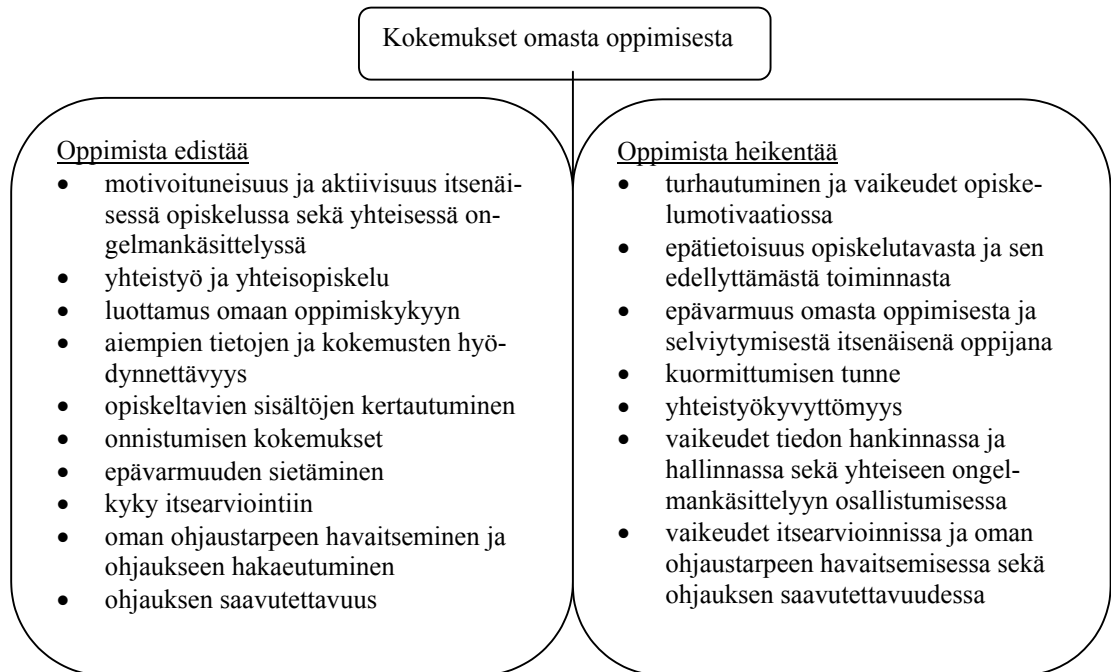 Kokemukset omasta oppimisesta
Oppimista edistää
• motivoituneisuus ja aktiivisuus itsenäi-
sessä opiskelussa sekä yhteisessä on-
gelmankäsittelyssä
• yhteistyö ja yhteisopiskelu
• luottamus omaan oppimiskykyyn
• aiempien tietojen ja kokemusten hyö-
dynnettävyys
• opiskeltavien sisältöjen kertautuminen
• onnistumisen kokemukset
• epävarmuuden sietäminen
• kyky itsearviointiin
• oman ohjaustarpeen havaitseminen ja
ohjaukseen hakaeutuminen
• ohjauksen saavutettavuus
Oppimista heikentää
• turhautuminen ja vaikeudet opiske-
lumotivaatiossa
• epätietoisuus opiskelutavasta ja sen
edellyttämästä toiminnasta
• epävarmuus omasta oppimisesta ja
selviytymisestä itsenäisenä oppijana
• kuormittumisen tunne
• yhteistyökyvyttömyys
• vaikeudet tiedon hankinnassa ja
hallinnassa sekä yhteiseen ongel-
mankäsittelyyn osallistumisessa
• vaikeudet itsearvioinnissa ja oman
ohjaustarpeen havaitsemisessa sekä
ohjauksen saavutettavuudessa